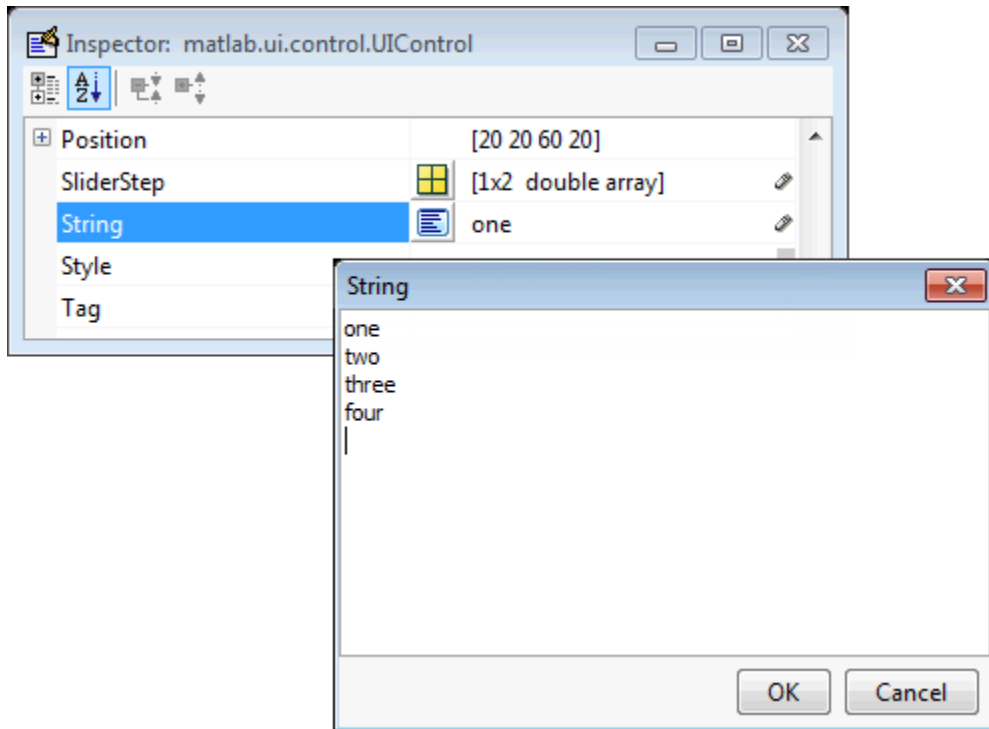 Inspector: matlab.ui.control.UIControl
Position [20 20 60 20]
SliderStep [1x2 double array]
String one
Style
Tag
String
one
two
three
four
OK Cancel